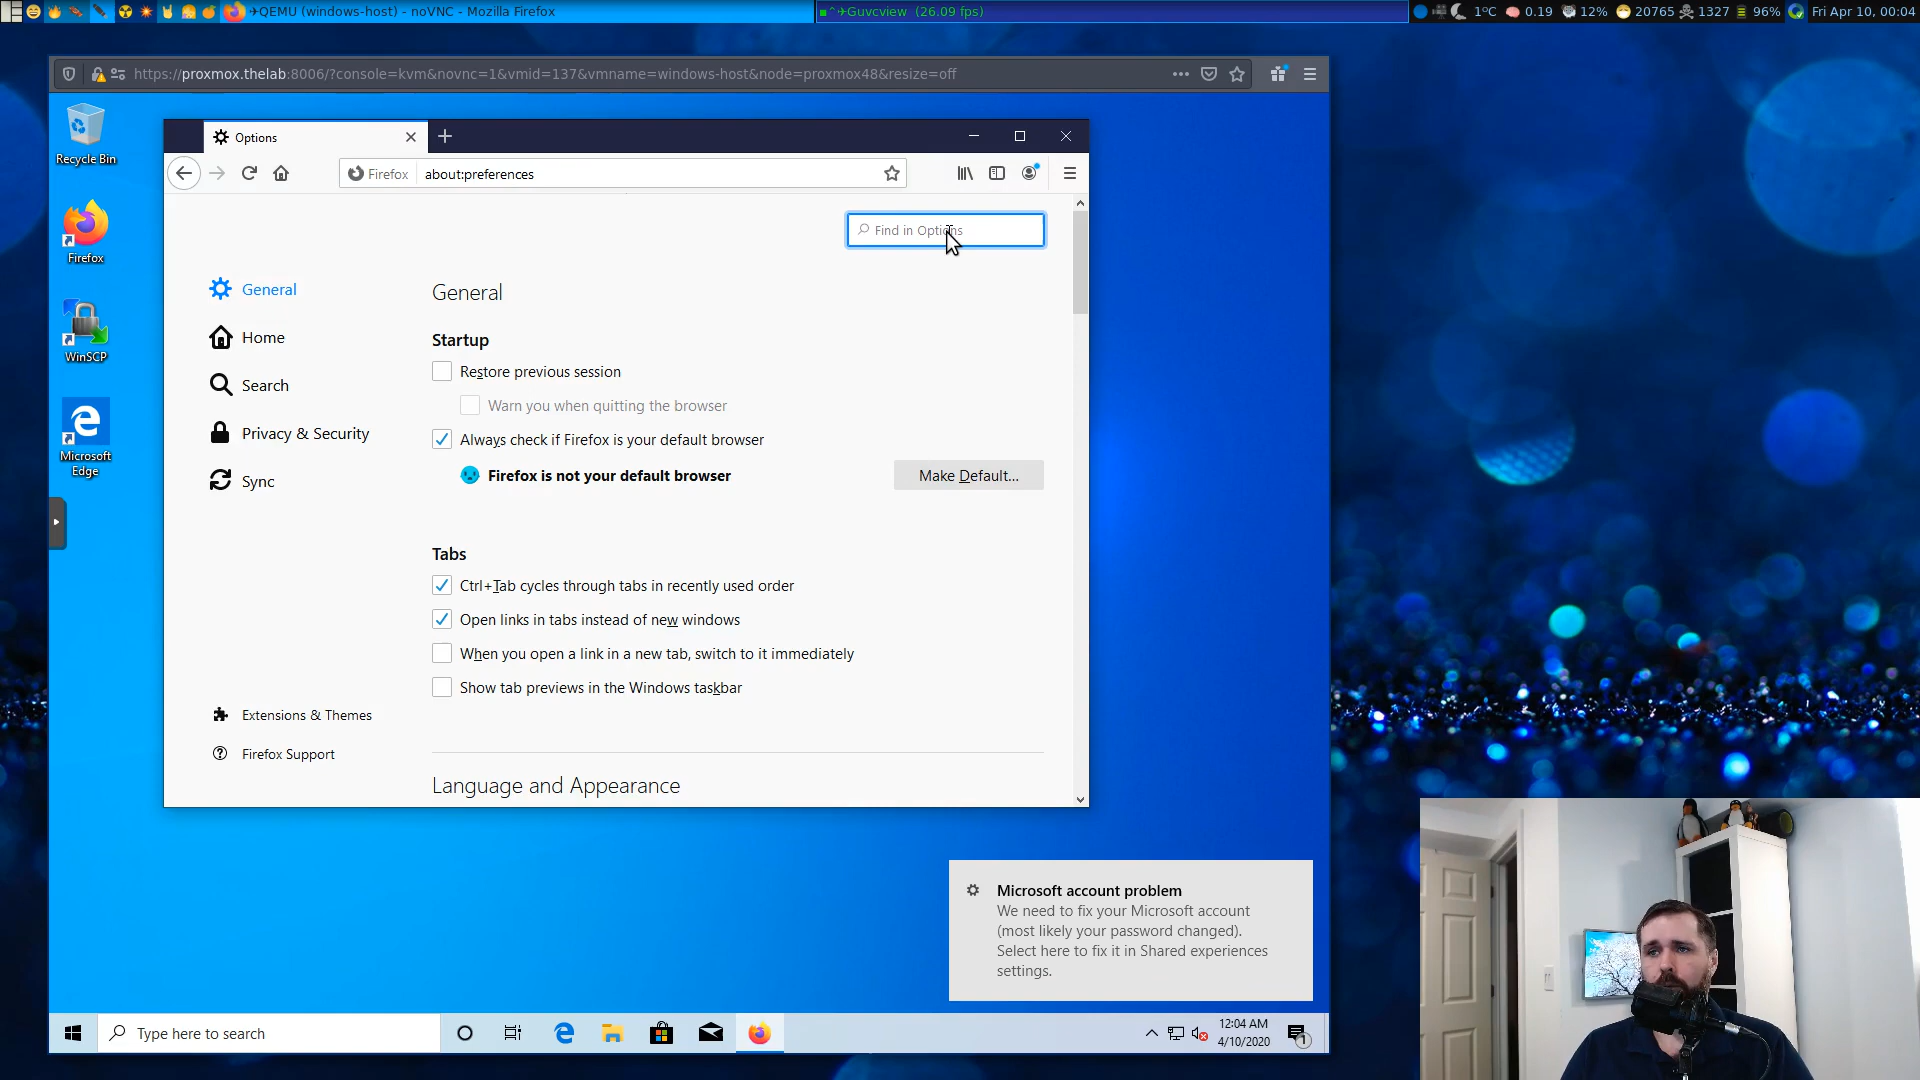 ✈QEMU (windows-host) - noVNC - Mozilla Firefox
Guvcview (26.09 fps)
1°C
0.19
12%
20765
1327
96%
Fri Apr 10, 00:04
https://proxmox.thelab:8006/?console=kvm&novnc=1&vmid=137&vmname=windows-host&node=proxmox48&resize=off
Recycle Bin
Firefox
WinSCP
Microsoft
Edge
Options
Firefox
about:preferences
Find in Options
General
Home
Search
Privacy & Security
Sync
Extensions & Themes
Firefox Support
General
Startup
Restore previous session
Warn you when quitting the browser
Always check if Firefox is your default browser
Firefox is not your default browser
Make Default...
Tabs
Ctrl+Tab cycles through tabs in recently used order
Open links in tabs instead of new windows
When you open a link in a new tab, switch to it immediately
Show tab previews in the Windows taskbar
Language and Appearance
Microsoft account problem
We need to fix your Microsoft account
(most likely your password changed).
Select here to fix it in Shared experiences
settings.
Type here to search
12:04 AM
4/10/2020
1